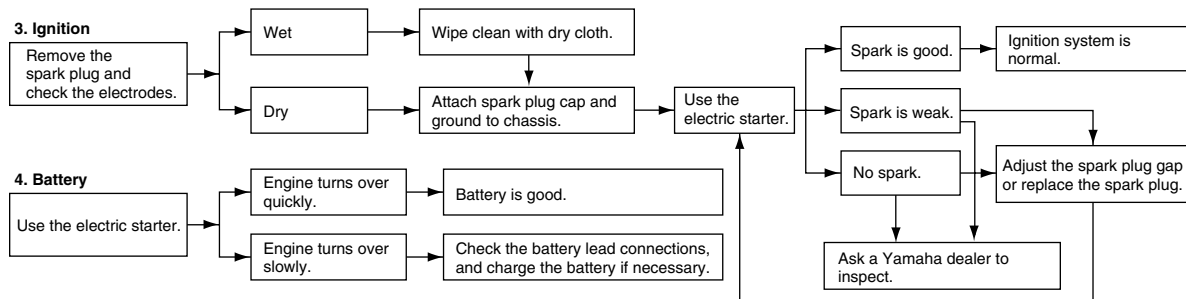 3. Ignition
Remove the
spark plug and
check the electrodes.
Wet
Wipe clean with dry cloth.
Dry
Attach spark plug cap and
ground to chassis.
Use the
electric starter.
Spark is good.
Ignition system is
normal.
Spark is weak.
No spark.
Adjust the spark plug gap
or replace the spark plug.
Ask a Yamaha dealer to
inspect.
4. Battery
Use the electric starter.
Engine turns over
quickly.
Battery is good.
Engine turns over
slowly.
Check the battery lead connections,
and charge the battery if necessary.